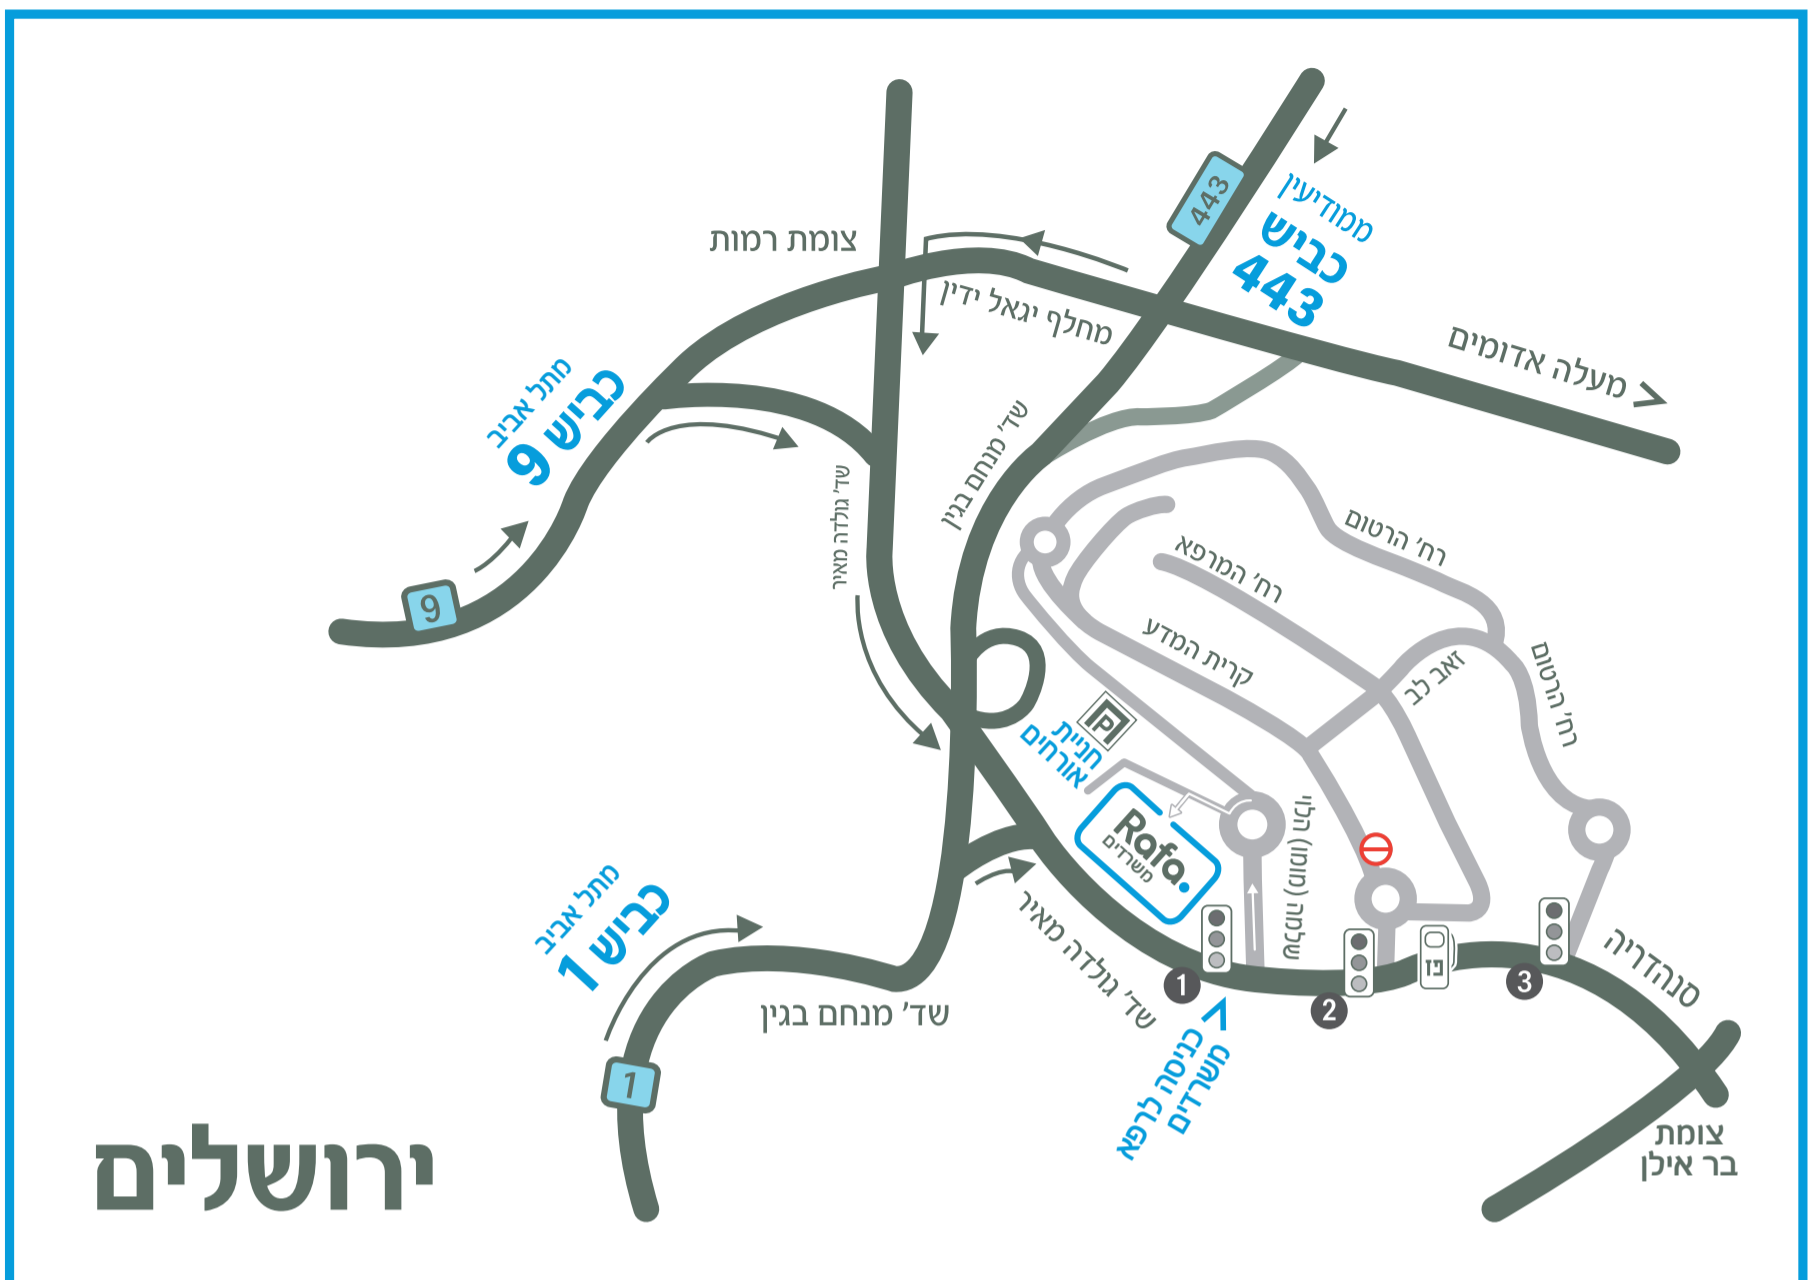 443
ממודיעין
כביש
443
צומת רמות
מחלף יגאל ידין
מעלה אדומים
מתל אביב
כביש 9
9
שד' גולדה מאיר
שד' מנחם בגין
רח' הרטום
רח' המרפא
קרית המדע
זאב לב
רח' הרטום
P
חניית
אורחים
Rafa.
משרדים
שלמה (מומו) הלוי
מתל אביב
כביש 1
1
שד' מנחם בגין
שד' גולדה מאיר
1
2
פז
3
סנהדריה
כניסה לרפא
משרדים
צומת
בר אילן
ירושלים